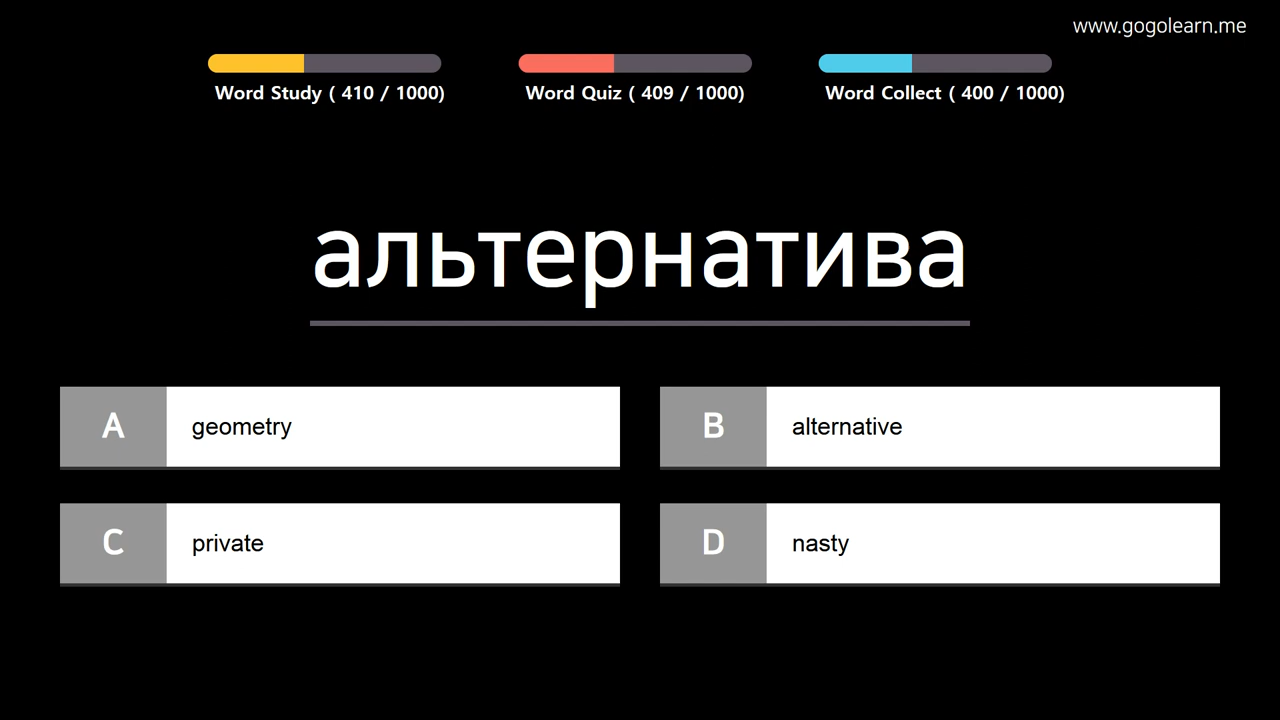 www.gogolearn.me
Word Study ( 410 / 1000)
Word Quiz ( 409 / 1000)
Word Collect ( 400 / 1000)
альтернатива
A geometry
B alternative
C private
D nasty